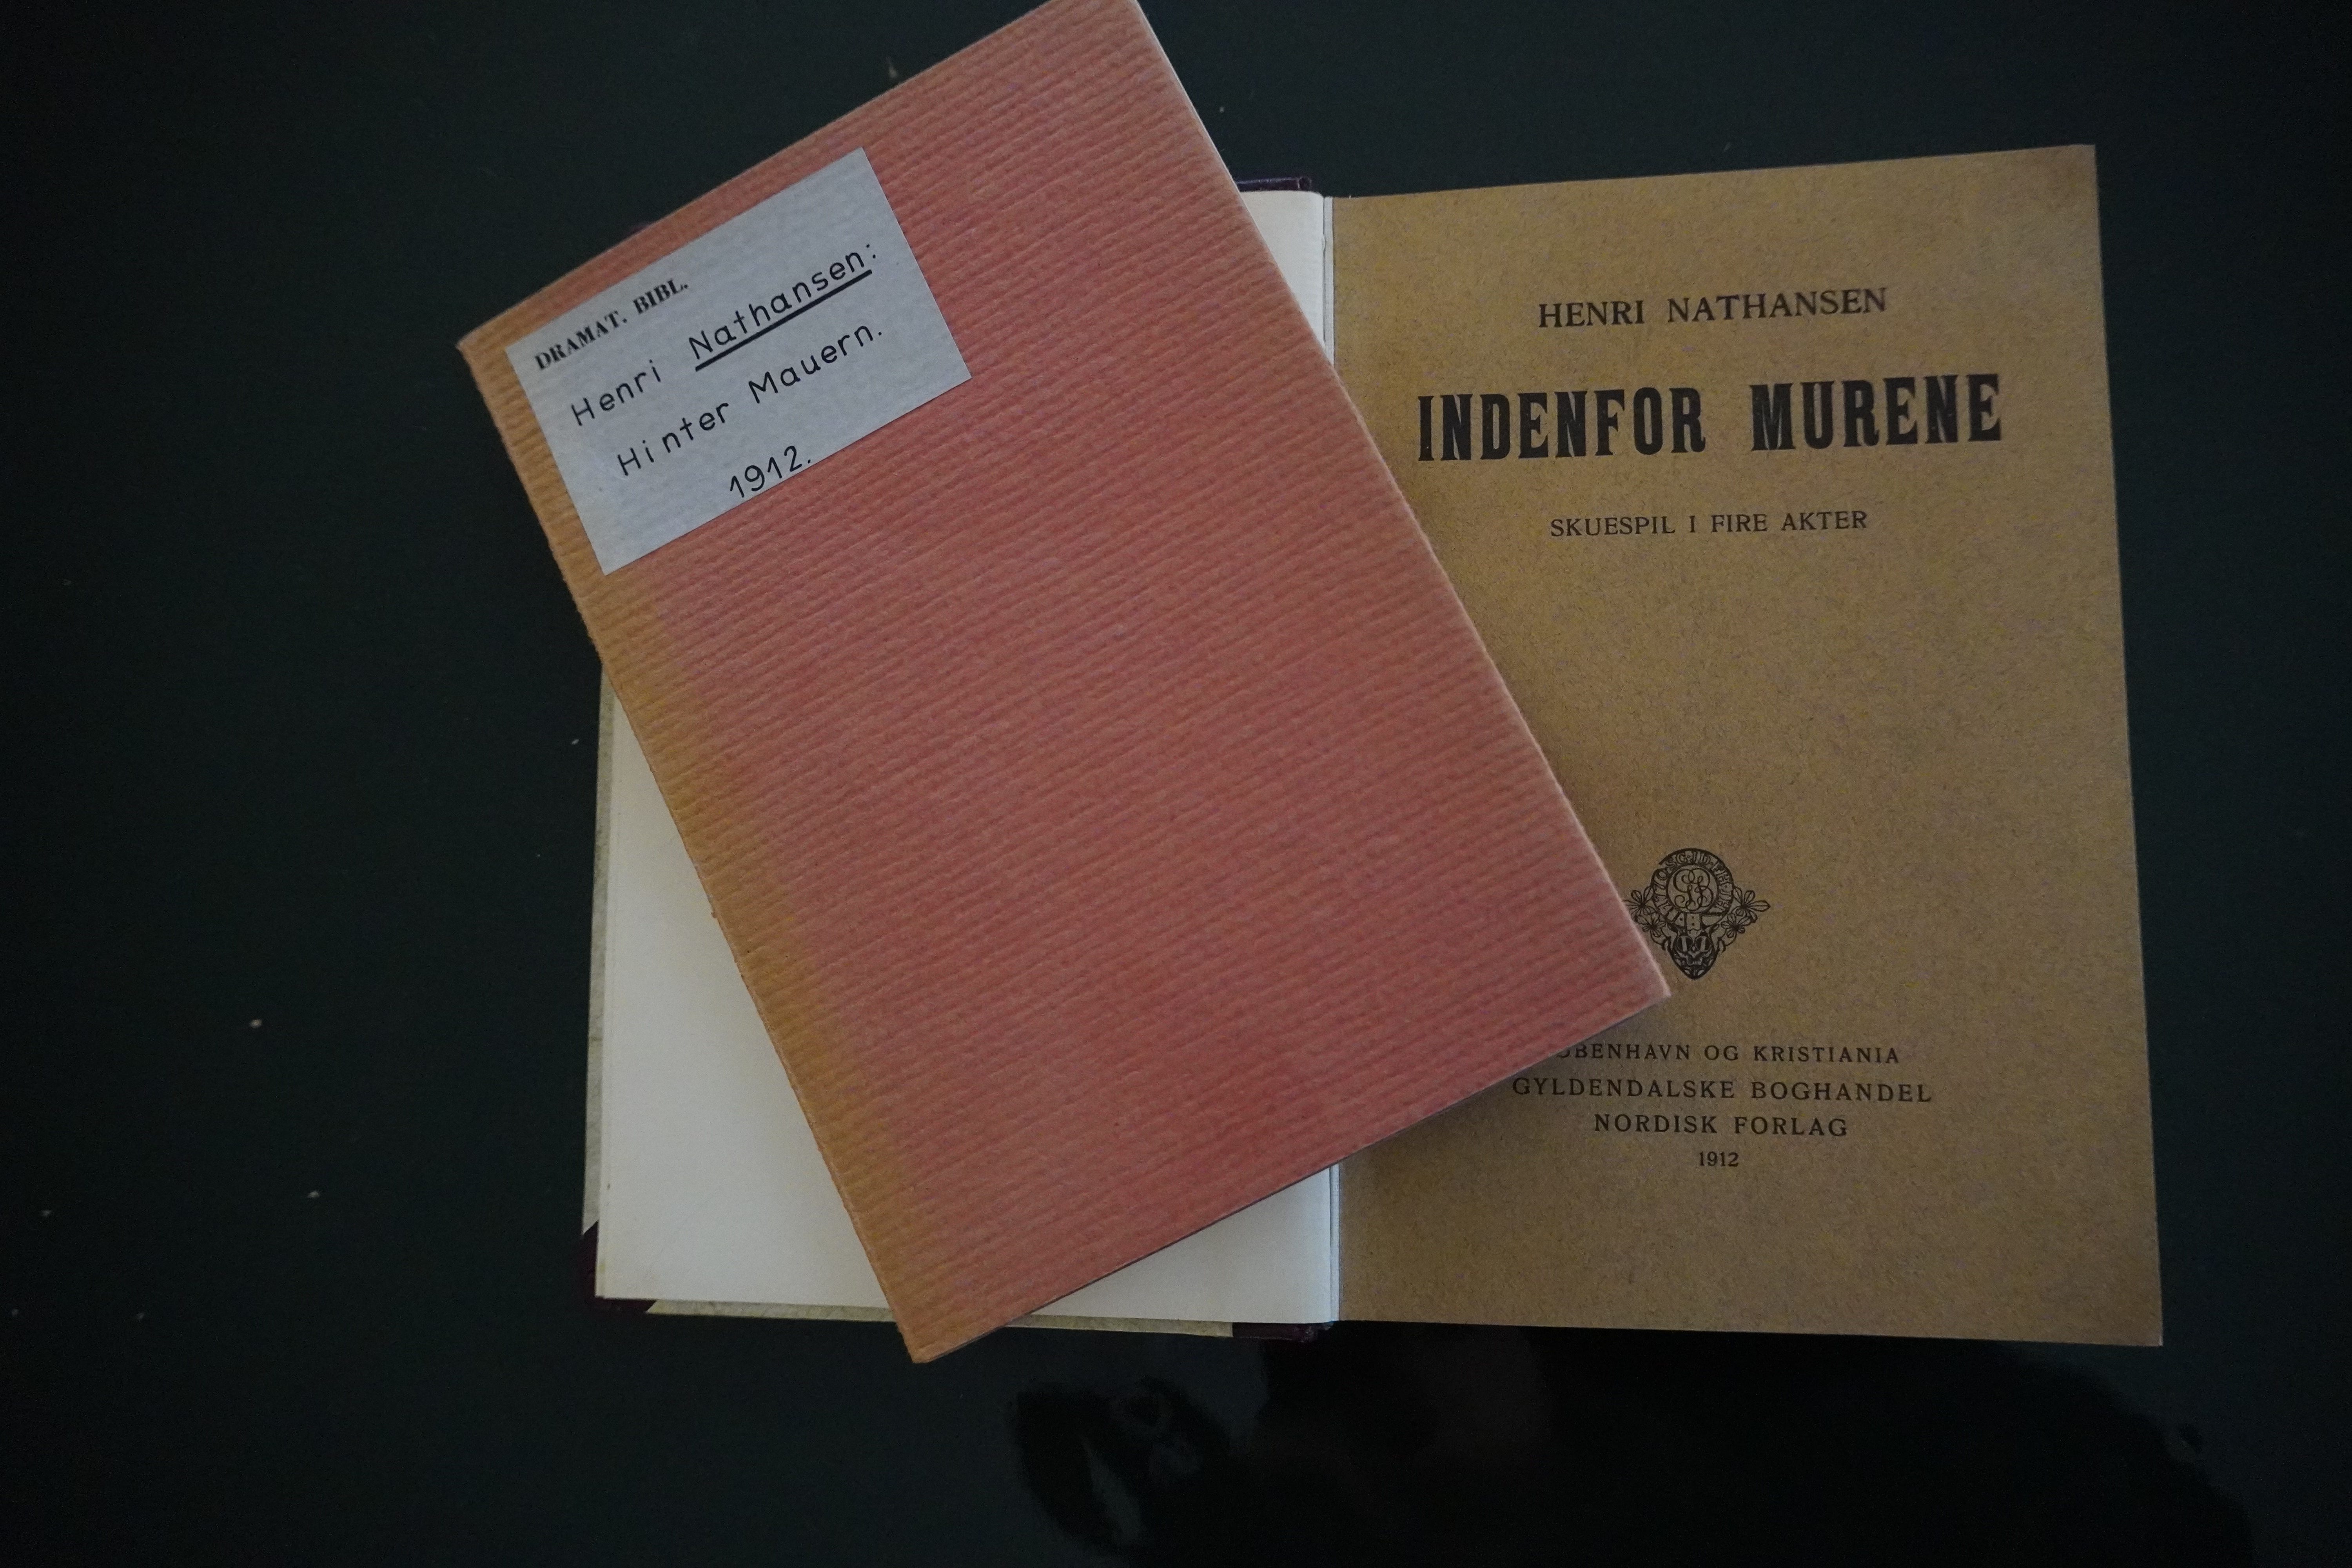 DRAMAT. BIBL.
Henri Nathansen:
Hinter Mauern.
1912.
HENRI NATHANSEN
INDENFOR MURENE
SKUESPIL I FIRE AKTER
OG KRISTIANIA
GYLDENDALSKE BOGHANDEL
NORDISK FORLAG
1912